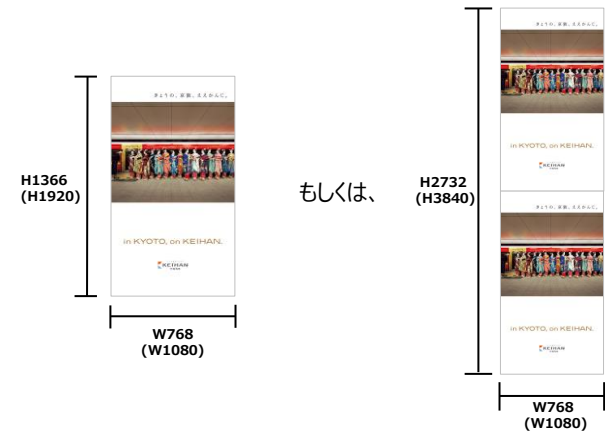 きょうの、京都、ええかんじ。
in KYOTO, on KEIHAN.
KEIHAN
H1366
(H1920)
W768
(W1080)
もしくは、
きょうの、京都、ええかんじ。
in KYOTO, on KEIHAN.
KEIHAN
きょうの、京都、ええかんじ。
in KYOTO, on KEIHAN.
KEIHAN
H2732
(H3840)
W768
(W1080)